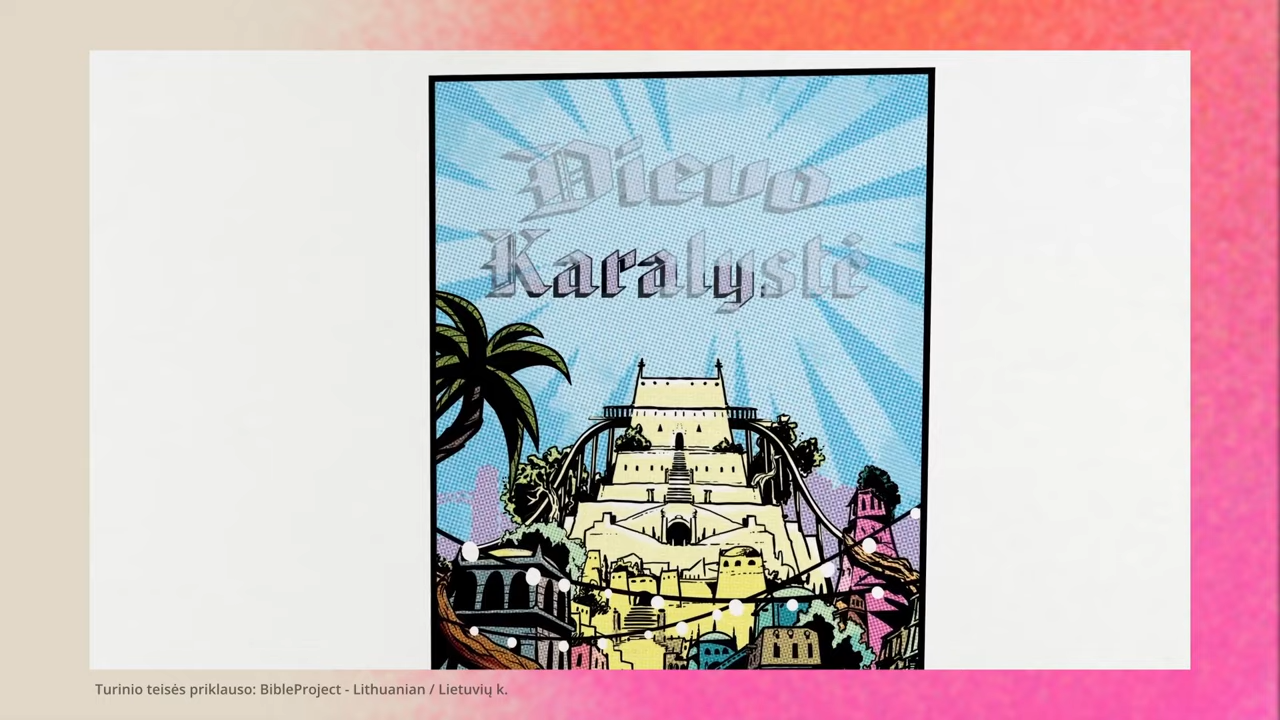 Dievo
Karalystė
Turinio teisės priklauso: BibleProject - Lithuanian / Lietuvių k.